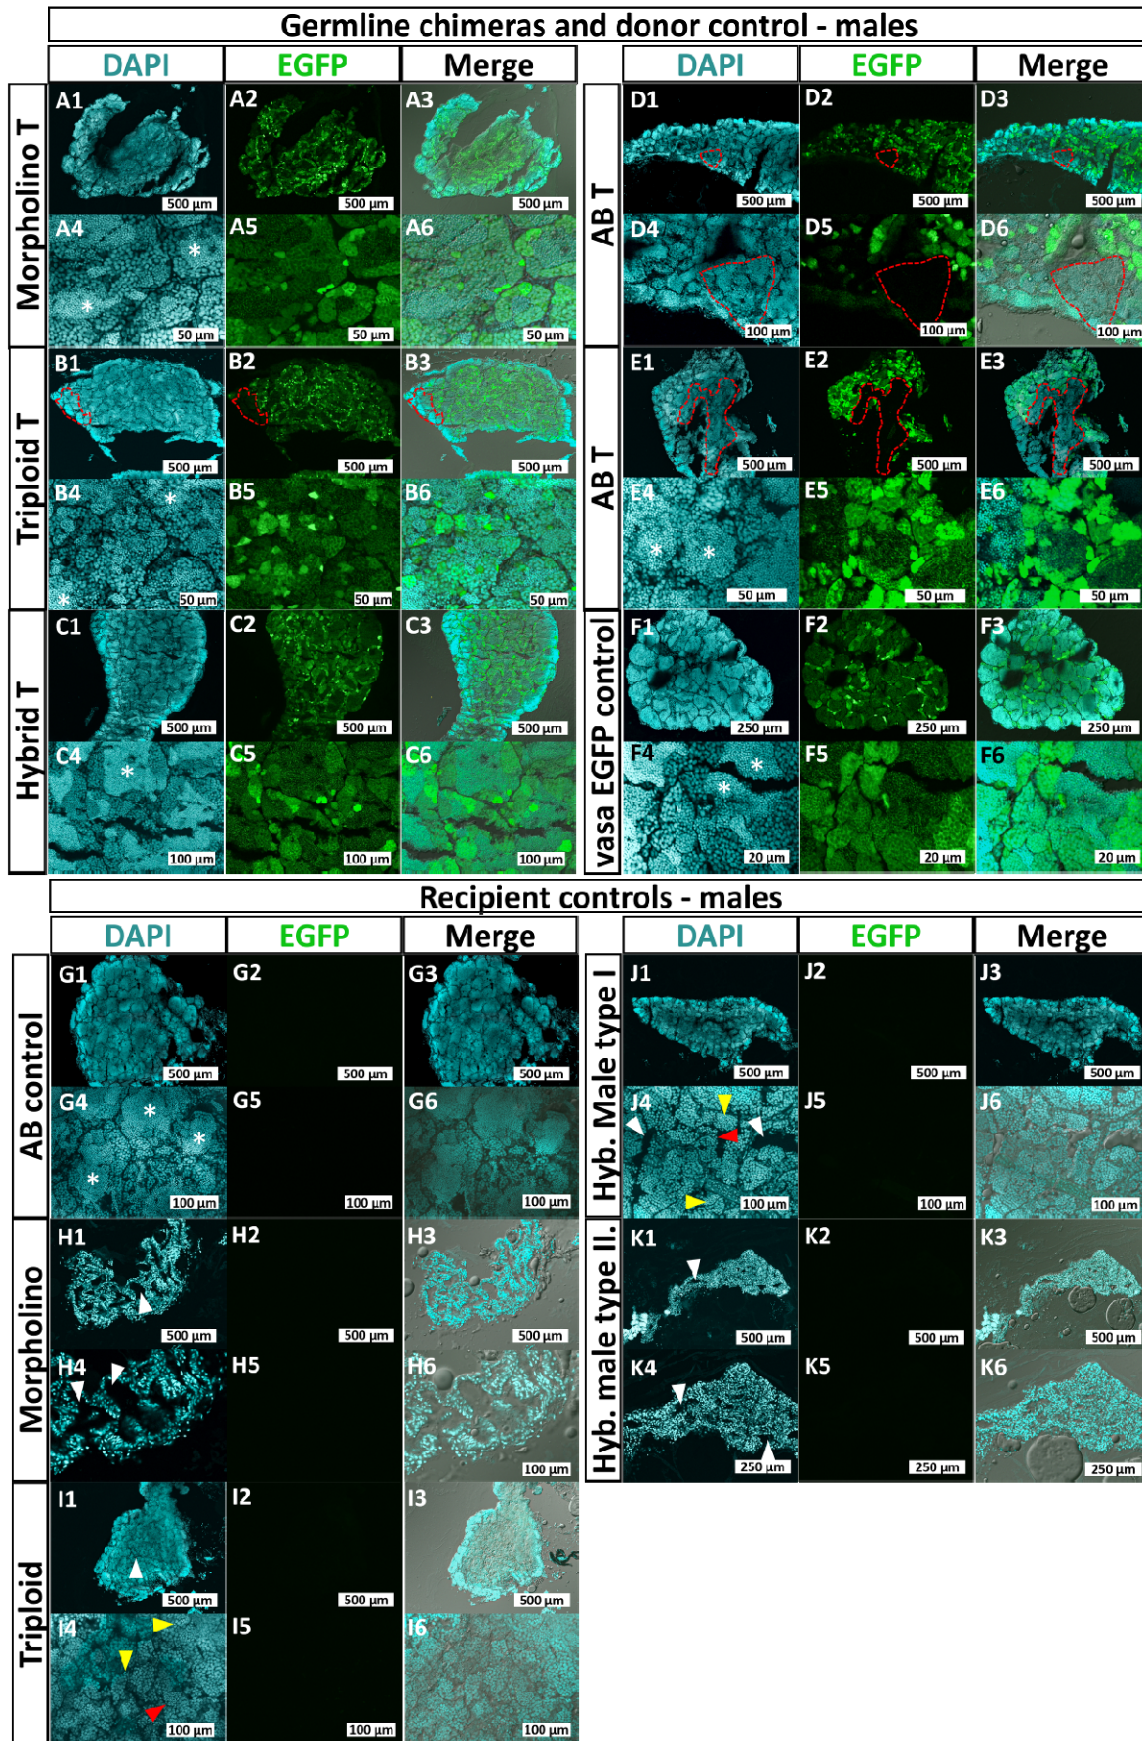 Germline chimeras and donor control - males
DAPI EGFP Merge DAPI EGFP Merge
Morpholino T
A1 A2 A3
500 µm 500 µm 500 µm
A4 A5 A6
* *
50 µm 50 µm 50 µm
AB T
D1 D2 D3
500 µm 500 µm 500 µm
D4 D5 D6
100 µm 100 µm 100 µm
Triploid T
B1 B2 B3
500 µm 500 µm 500 µm
B4 B5 B6
* *
50 µm 50 µm 50 µm
AB T
E1 E2 E3
500 µm 500 µm 500 µm
E4 E5 E6
* *
50 µm 50 µm 50 µm
Hybrid T
C1 C2 C3
500 µm 500 µm 500 µm
C4 C5 C6
*
100 µm 100 µm 100 µm
vasa EGFP control
F1 F2 F3
250 µm 250 µm 250 µm
F4 F5 F6
* *
20 µm 20 µm 20 µm
Recipient controls - males
DAPI EGFP Merge DAPI EGFP Merge
AB control
G1 G2 G3
500 µm 500 µm 500 µm
G4 G5 G6
* * *
100 µm 100 µm 100 µm
Hyb. Male type I
J1 J2 J3
500 µm 500 µm 500 µm
J4 J5 J6
100 µm 100 µm 100 µm
Morpholino
H1 H2 H3
500 µm 500 µm 500 µm
H4 H5 H6
100 µm
Hyb. male type II.
K1 K2 K3
500 µm 500 µm 500 µm
K4 K5 K6
250 µm 250 µm 250 µm
Triploid
I1 I2 I3
500 µm 500 µm 500 µm
I4 I5 I6
100 µm 100 µm 100 µm